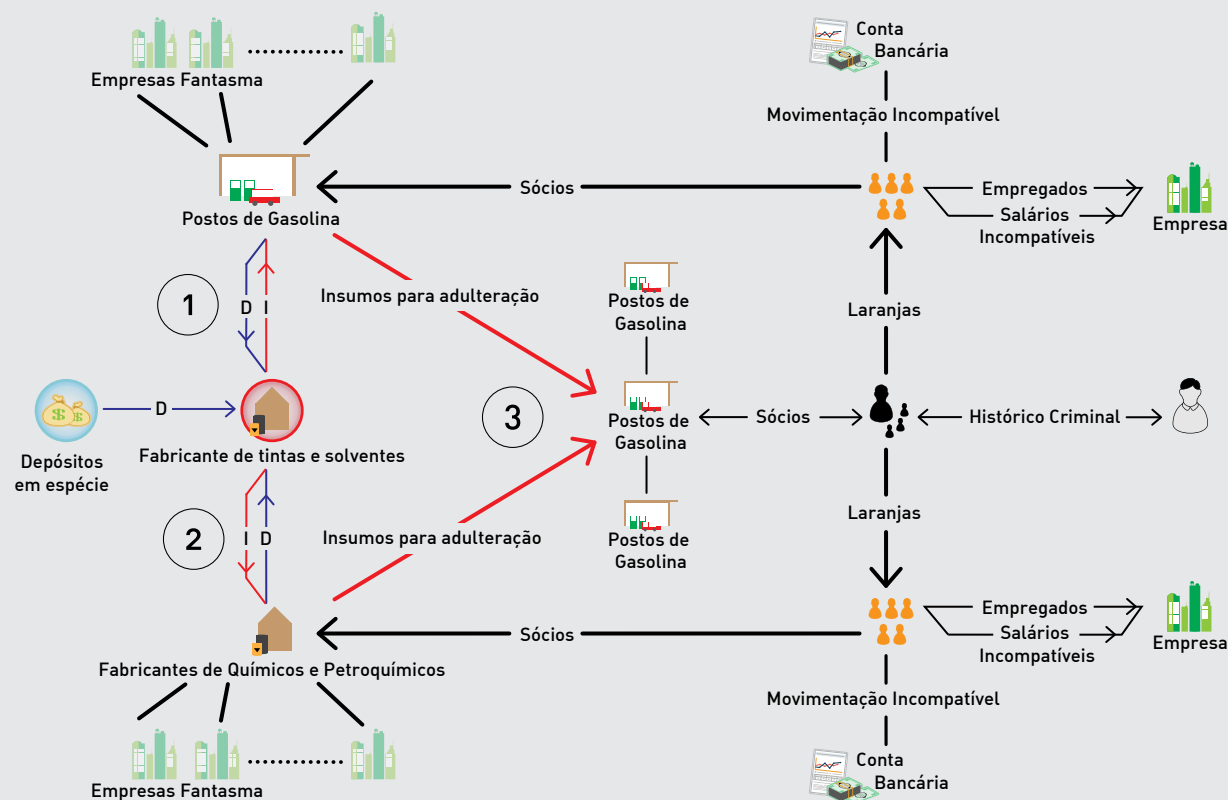 Conta
Bancária
Empresas Fantasma
Movimentação Incompatível
Sócios
Empregados
Salários
Incompatíveis
Empresa
Postos de Gasolina
1
D I
Insumos para adulteração
Postos de
Gasolina
Laranjas
Depósitos
em espécie
D
Fabricante de tintas e solventes
3
Postos de
Gasolina
Sócios
Histórico Criminal
2
I D
Insumos para adulteração
Postos de
Gasolina
Laranjas
Sócios
Empregados
Salários
Incompatíveis
Empresa
Fabricantes de Químicos e Petroquímicos
Movimentação Incompatível
Conta
Bancária
Empresas Fantasma
$ $